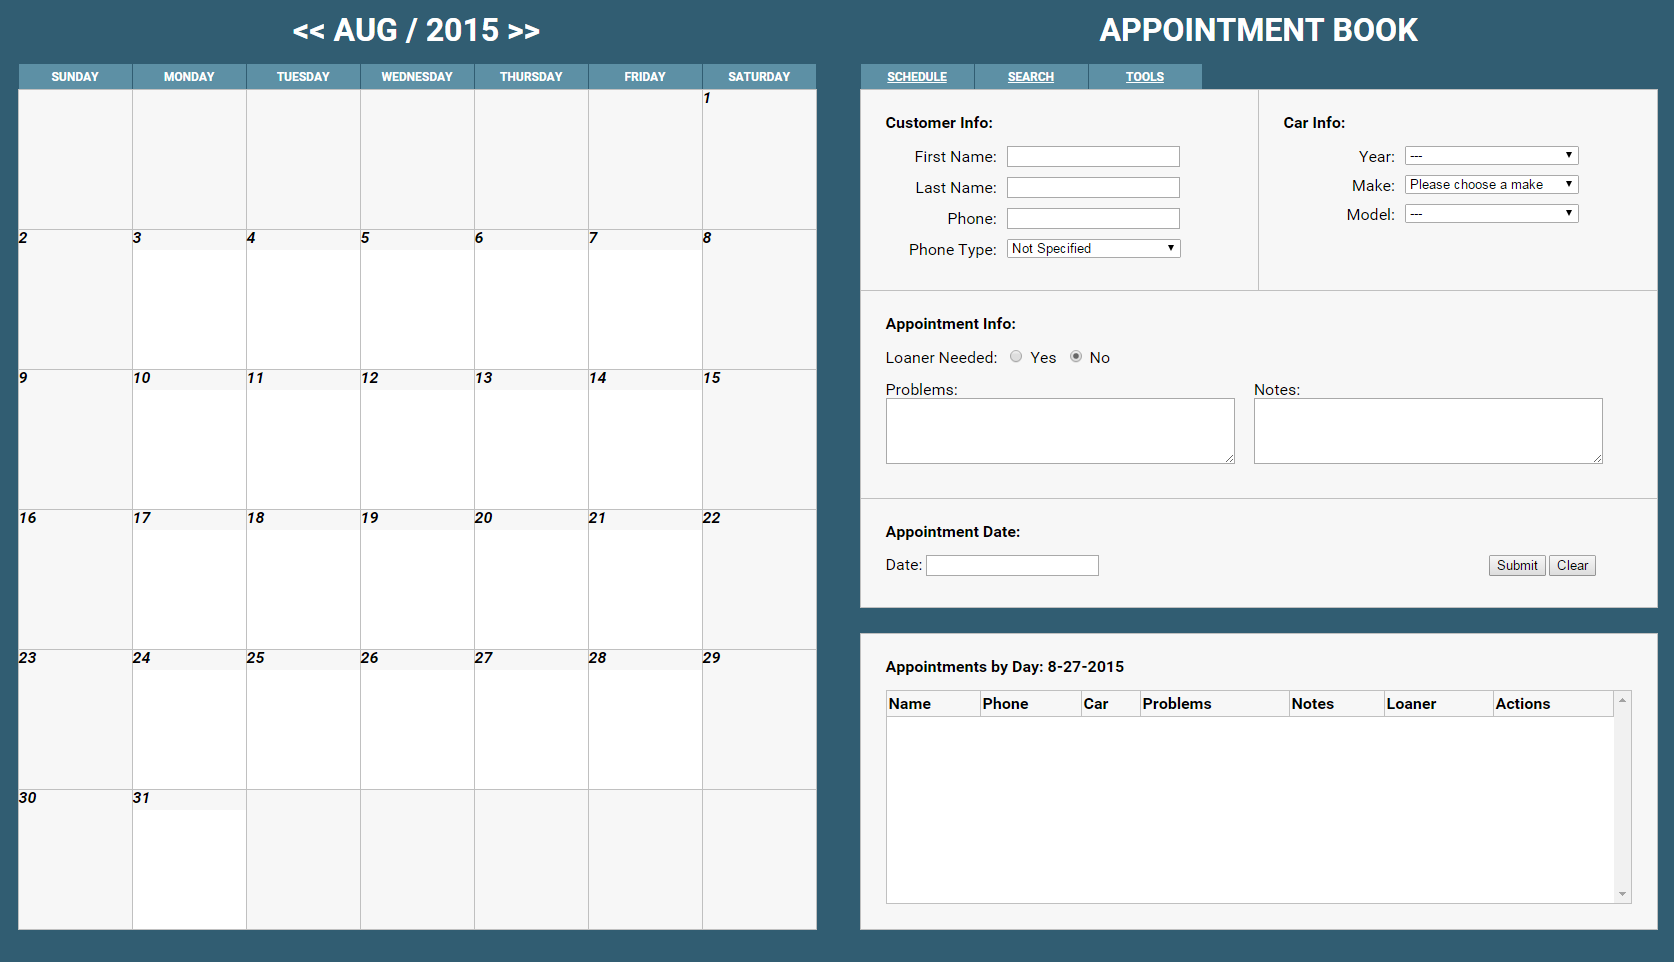 << AUG / 2015 >>
SUNDAY MONDAY TUESDAY WEDNESDAY THURSDAY FRIDAY SATURDAY
1
2 3 4 5 6 7 8
9 10 11 12 13 14 15
16 17 18 19 20 21 22
23 24 25 26 27 28 29
30 31
APPOINTMENT BOOK
SCHEDULE SEARCH TOOLS
Customer Info:
First Name:
Last Name:
Phone:
Phone Type: Not Specified
Car Info:
Year: ---
Make: Please choose a make
Model: ---
Appointment Info:
Loaner Needed: Yes No
Problems: Notes:
Appointment Date:
Date: Submit Clear
Appointments by Day: 8-27-2015
Name Phone Car Problems Notes Loaner Actions